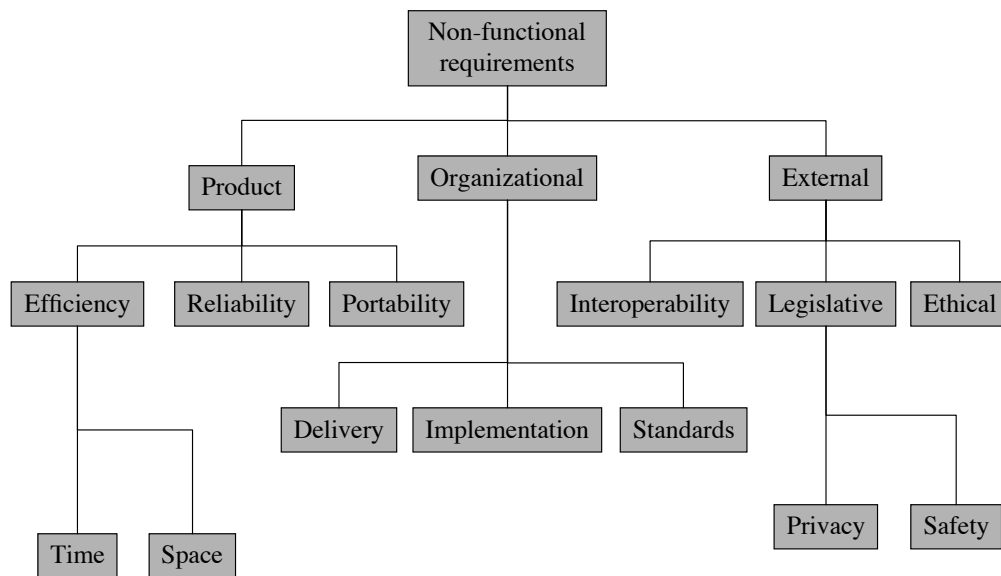 Non-functional
requirements
Product
Organizational
External
Efficiency
Reliability
Portability
Interoperability
Legislative
Ethical
Delivery
Implementation
Standards
Privacy
Safety
Time
Space